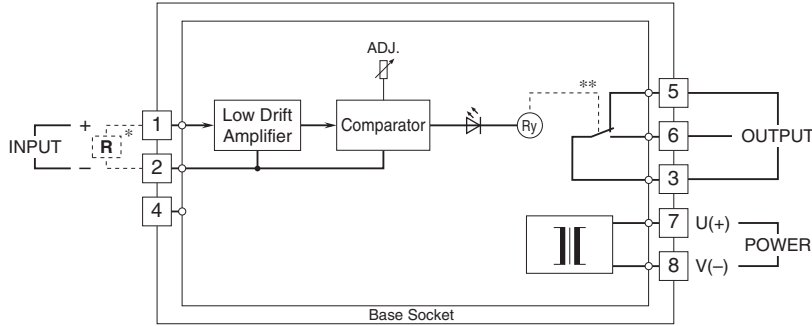 ADJ.
**
INPUT
+
R
*
–
1
2
4
Low Drift
Amplifier
Comparator
Ry
5
6
3
OUTPUT
7
U(+)
8
V(–)
POWER
Base Socket